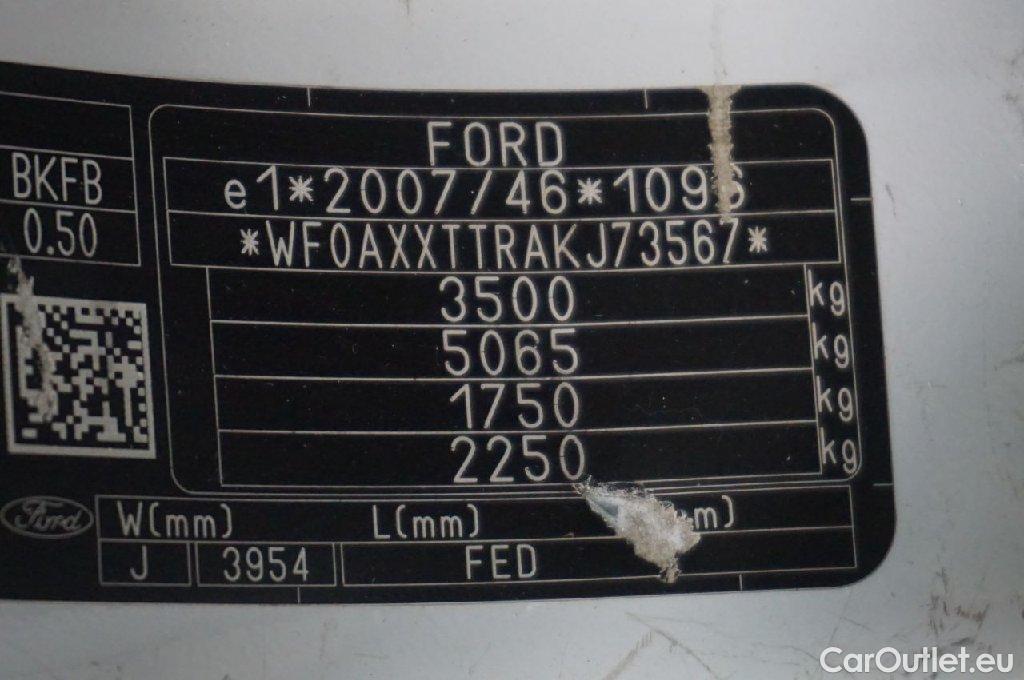 FORD
BKFB
e1*2007/46*1096
0.50
*WF0AXXTTRAKJ73567*
3500 kg
5065 kg
1750 kg
2250 kg
Ford
W(mm) L(mm)
J 3954 FED
CarOutlet.eu